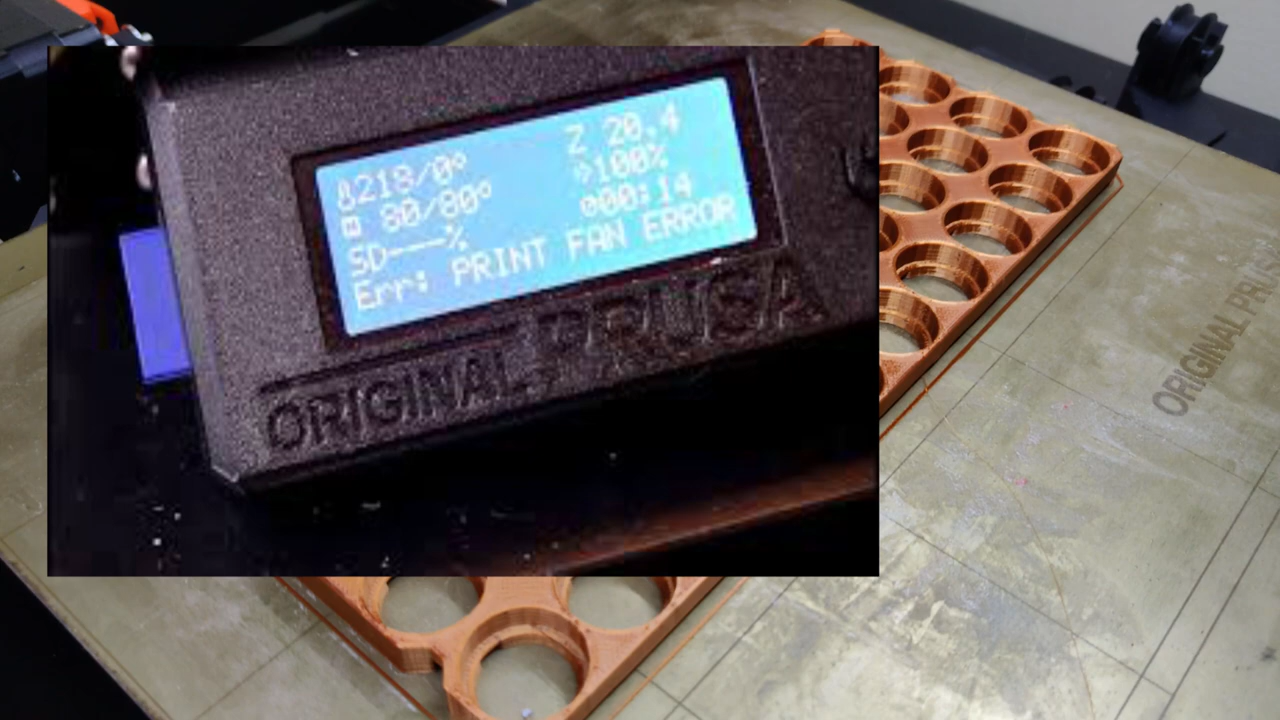 218/0° Z 20.4
80/80° 100%
SD---% 00:14
Err: PRINT FAN ERROR
ORIGINAL PRUSA
ORIGINAL PRUSA